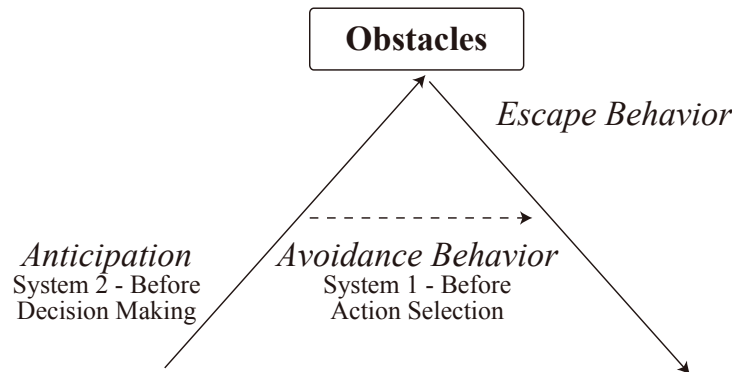 Obstacles
Escape Behavior
Anticipation
System 2 - Before
Decision Making
Avoidance Behavior
System 1 - Before
Action Selection